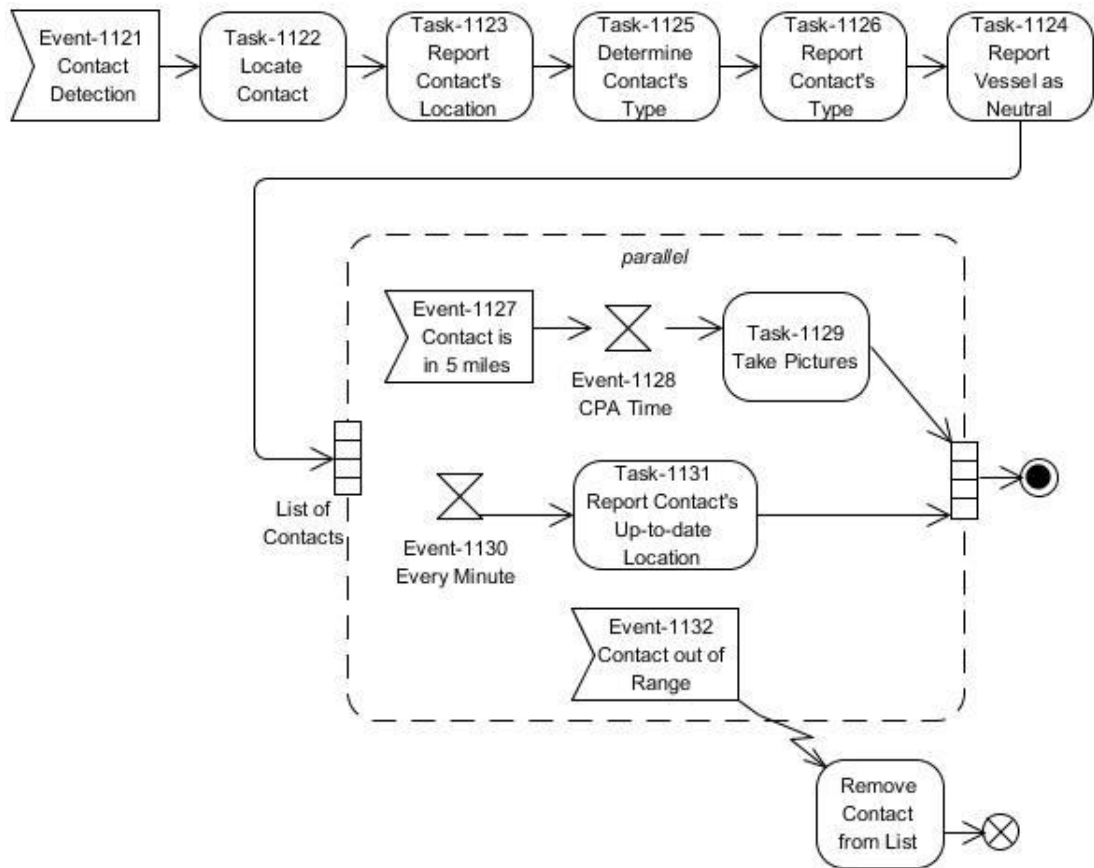 Event-1121
Contact
Detection
Task-1122
Locate
Contact
Task-1123
Report
Contact's
Location
Task-1125
Determine
Contact's
Type
Task-1126
Report
Contact's
Type
Task-1124
Report
Vessel as
Neutral
parallel
Event-1127
Contact is
in 5 miles
Event-1128
CPA Time
Task-1129
Take Pictures
List of
Contacts
Event-1130
Every Minute
Task-1131
Report Contact's
Up-to-date
Location
Event-1132
Contact out of
Range
Remove
Contact
from List